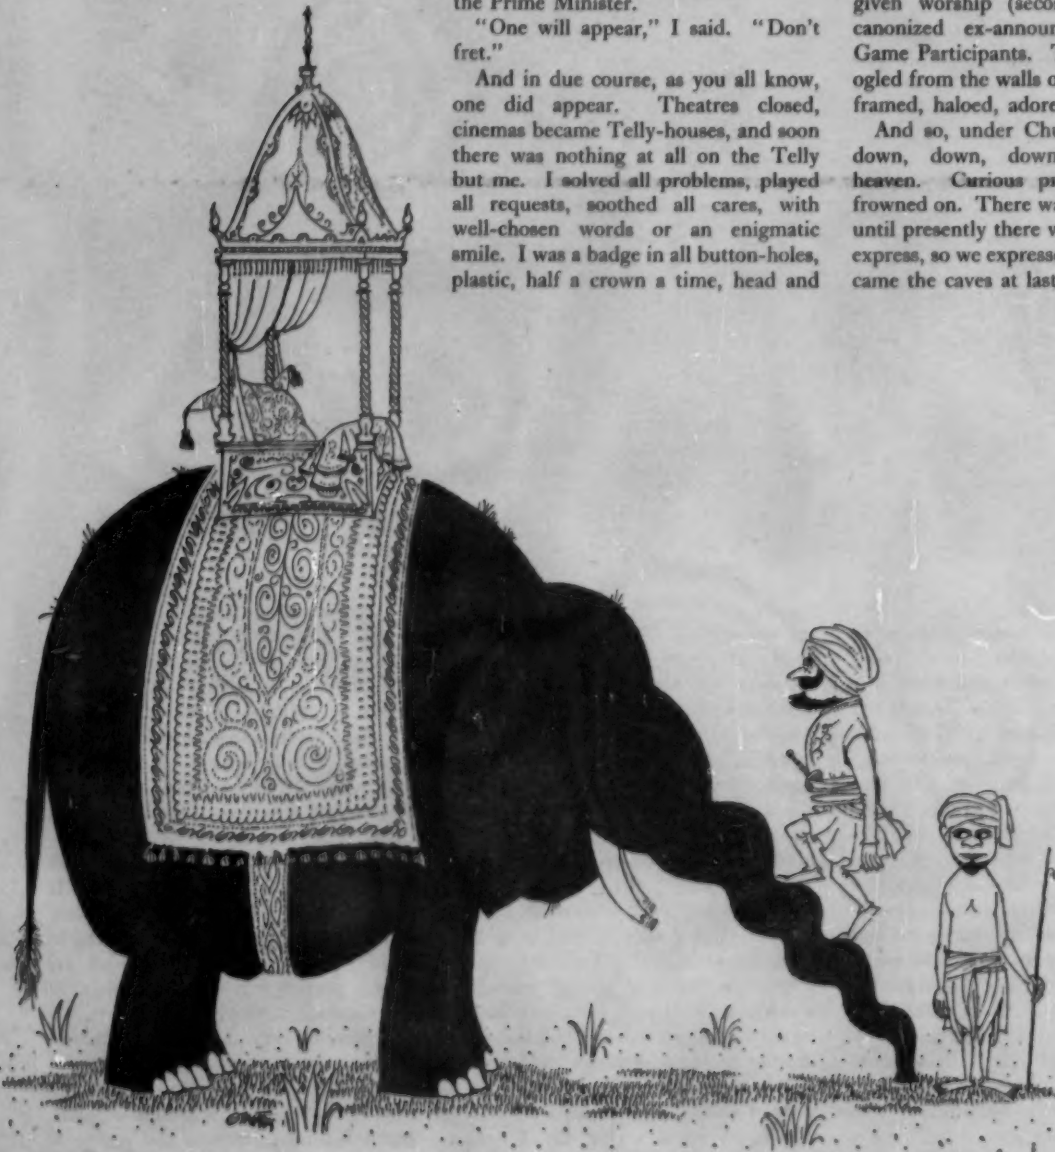 the Prime Minister.
"One will appear," I said. "Don't
fret."
And in due course, as you all know,
one did appear. Theatres closed,
cinemas became Telly-houses, and soon
there was nothing at all on the Telly
but me. I solved all problems, played
all requests, soothed all cares, with
well-chosen words or an enigmatic
smile. I was a badge in all button-holes,
plastic, half a crown a time, head and
given worship (secon
canonized ex-announ
Game Participants. T
ogled from the walls o
framed, haloed, adore
And so, under Chu
down, down, down
heaven. Curious pr
frowned on. There wa
until presently there w
express, so we expresse
came the caves at last